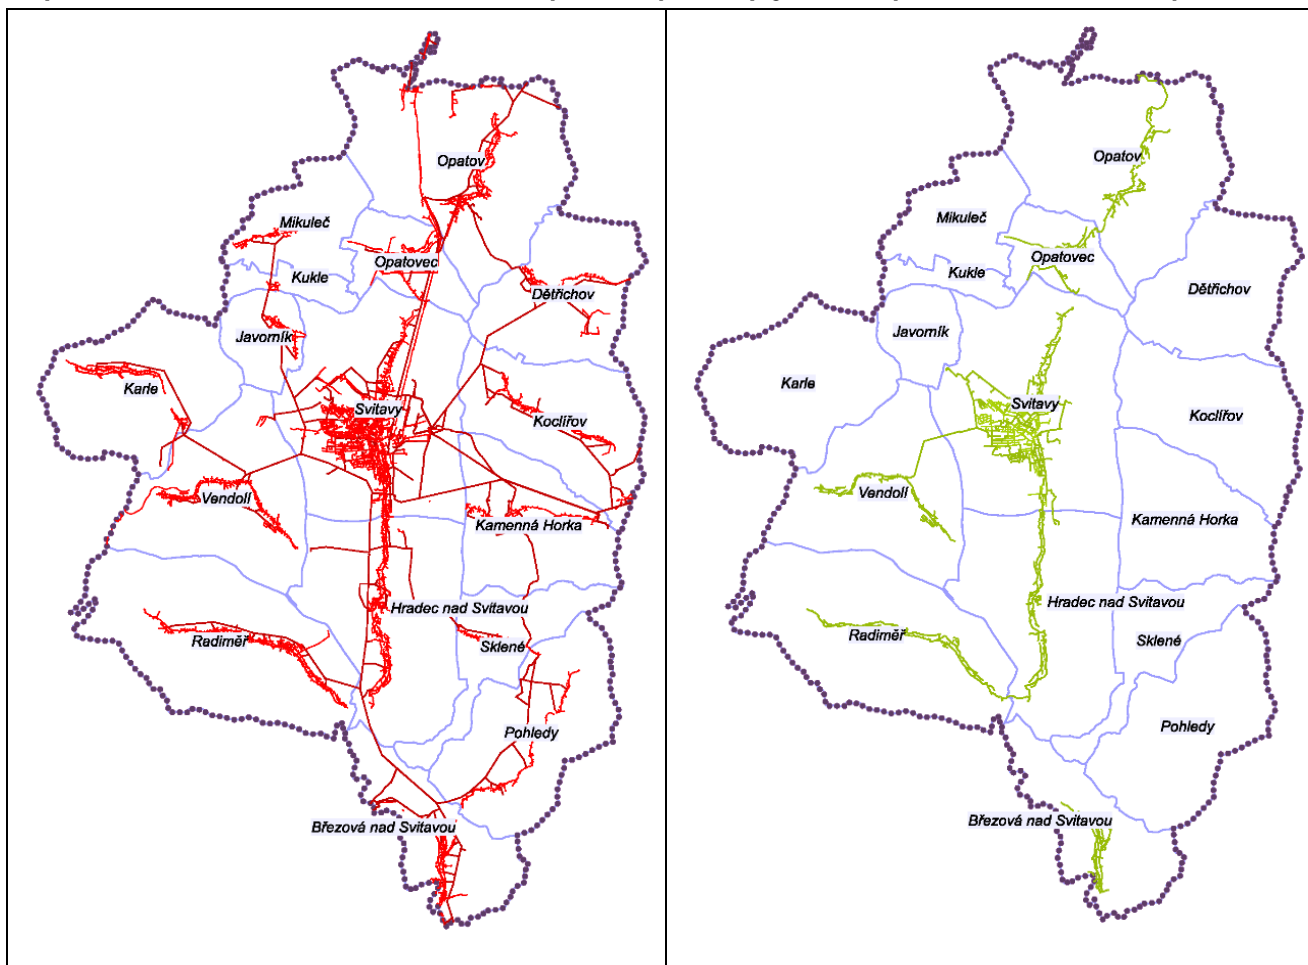 Opatov
Mikuleč
Opatovec
Kukle
Dětřichov
Javorník
Karle
Svitavy
Koclířov
Vendolí
Kamenná Horka
Hradec nad Svitavou
Radiměř
Sklené
Pohledy
Březová nad Svitavou
Opatov
Mikuleč
Opatovec
Kukle
Dětřichov
Javorník
Karle
Svitavy
Koclířov
Vendolí
Kamenná Horka
Hradec nad Svitavou
Radiměř
Sklené
Pohledy
Březová nad Svitavou